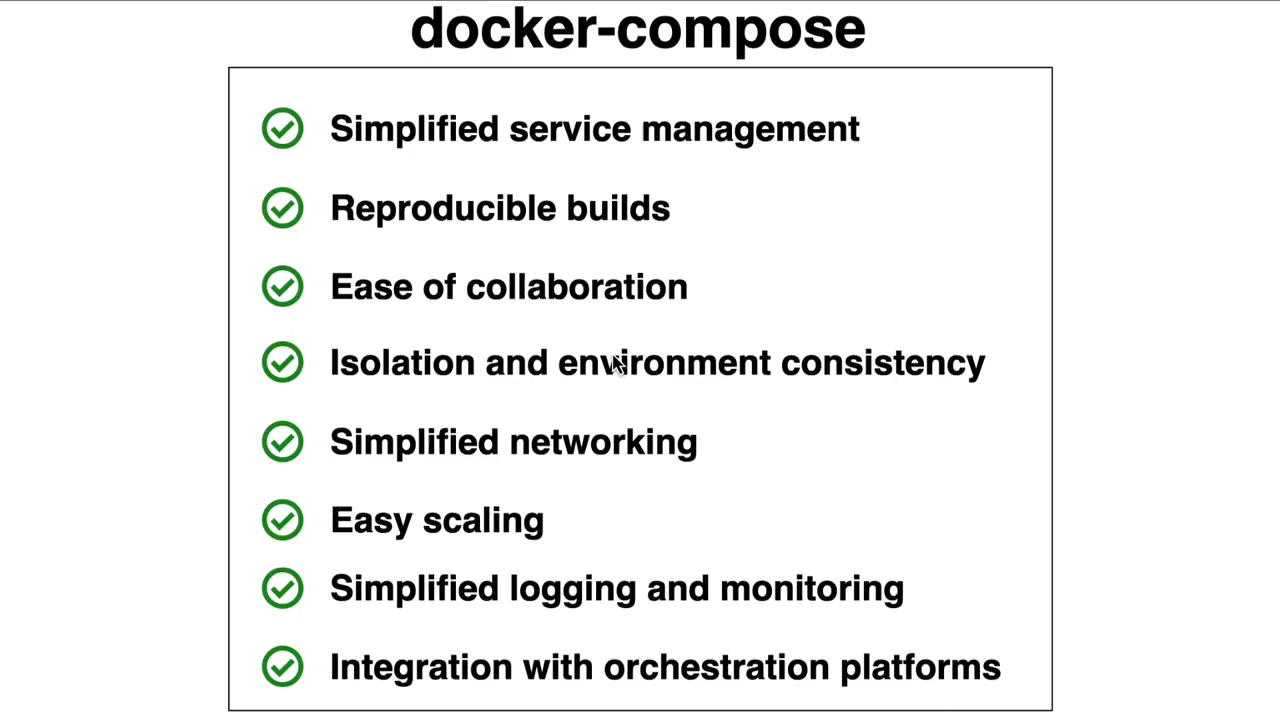 docker-compose
Simplified service management
Reproducible builds
Ease of collaboration
Isolation and environment consistency
Simplified networking
Easy scaling
Simplified logging and monitoring
Integration with orchestration platforms